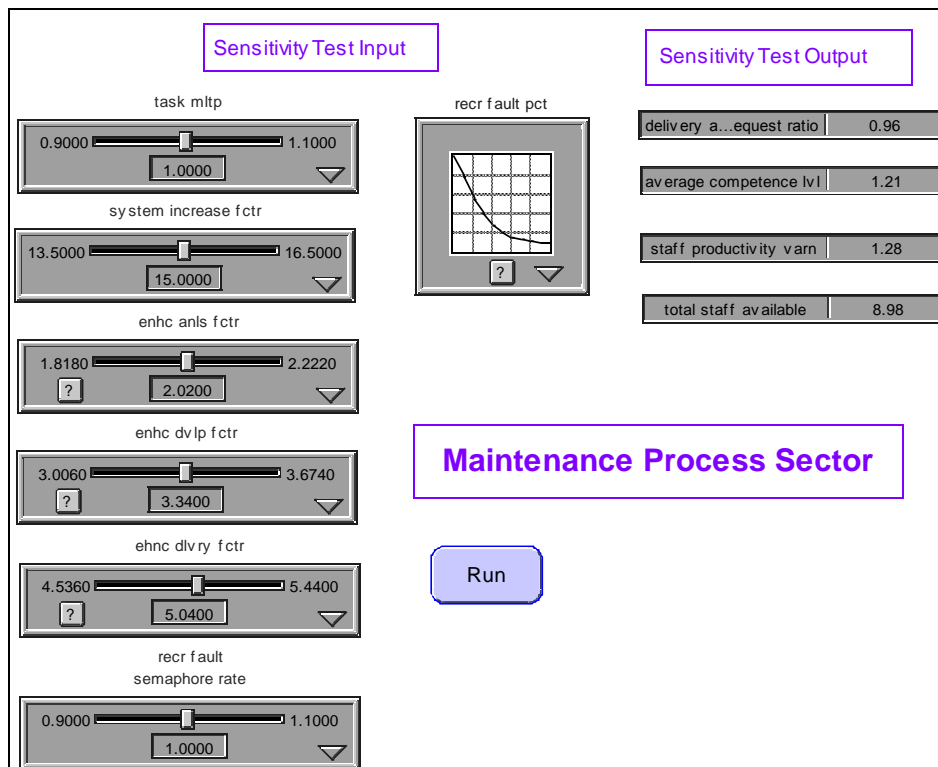 Sensitivity Test Input
task mltp
0.9000 1.1000
1.0000
system increase fctr
13.5000 16.5000
15.0000
enhc anls fctr
1.8180 2.2220
? 2.0200
enhc dvlp fctr
3.0060 3.6740
? 3.3400
ehnc dlvry fctr
4.5360 5.4400
? 5.0400
recr fault
semaphore rate
0.9000 1.1000
1.0000
recr fault pct
?
Sensitivity Test Output
delivery a...equest ratio 0.96
average competence lvl 1.21
staff productivity varn 1.28
total staff available 8.98
Maintenance Process Sector
Run